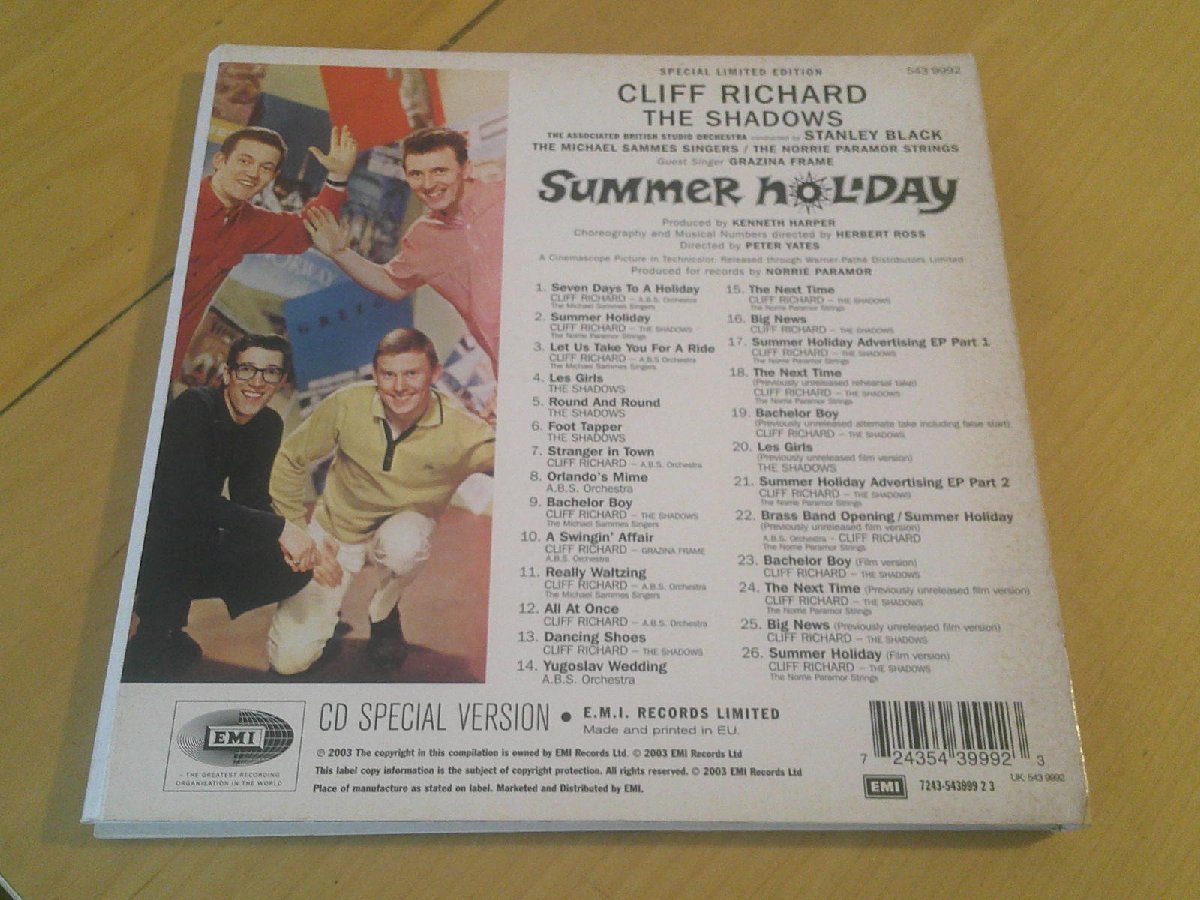 SPECIAL LIMITED EDITION
543 9992
CLIFF RICHARD
THE SHADOWS
THE ASSOCIATED BRITISH STUDIO ORCHESTRA conducted by STANLEY BLACK
THE MICHAEL SAMMES SINGERS / THE NORRIE PARAMOR STRINGS
Guest Singer GRAZINA FRAME
SUMMER HOLIDAY
Produced by KENNETH HARPER
Choreography and Musical Numbers directed by HERBERT ROSS
Directed by PETER YATES
A Cinemascope Picture in Technicolor. Released through Warner-Pathe Distributors Limited
Produced for records by NORRIE PARAMOR
1. Seven Days To A Holiday
CLIFF RICHARD – A.B.S. Orchestra
The Michael Sammes Singers
2. Summer Holiday
CLIFF RICHARD – THE SHADOWS
The Norrie Paramor Strings
3. Let Us Take You For A Ride
CLIFF RICHARD – A.B.S Orchestra
The Michael Sammes Singers
4. Les Girls
THE SHADOWS
5. Round And Round
THE SHADOWS
6. Foot Tapper
THE SHADOWS
7. Stranger in Town
CLIFF RICHARD – A.B.S. Orchestra
8. Orlando's Mime
A.B.S. Orchestra
9. Bachelor Boy
CLIFF RICHARD – THE SHADOWS
The Michael Sammes Singers
10. A Swingin' Affair
CLIFF RICHARD – GRAZINA FRAME
A.B.S. Orchestra
11. Really Waltzing
CLIFF RICHARD – A.B.S. Orchestra
The Michael Sammes Singers
12. All At Once
CLIFF RICHARD – A.B.S. Orchestra
13. Dancing Shoes
CLIFF RICHARD – THE SHADOWS
14. Yugoslav Wedding
A.B.S. Orchestra
15. The Next Time
CLIFF RICHARD – THE SHADOWS
The Norrie Paramor Strings
16. Big News
CLIFF RICHARD – THE SHADOWS
17. Summer Holiday Advertising EP Part 1
CLIFF RICHARD – THE SHADOWS
The Norrie Paramor Strings
18. The Next Time
(Previously unreleased rehearsal take)
CLIFF RICHARD – THE SHADOWS
The Norrie Paramor Strings
19. Bachelor Boy
(Previously unreleased alternate take including false start)
CLIFF RICHARD – THE SHADOWS
20. Les Girls
(Previously unreleased film version)
THE SHADOWS
21. Summer Holiday Advertising EP Part 2
CLIFF RICHARD – THE SHADOWS
The Norrie Paramor Strings
22. Brass Band Opening / Summer Holiday
(Previously unreleased film version)
A.B.S. Orchestra - CLIFF RICHARD
The Norrie Paramor Strings
23. Bachelor Boy (Film version)
CLIFF RICHARD – THE SHADOWS
24. The Next Time (Previously unreleased film version)
CLIFF RICHARD – THE SHADOWS
The Norrie Paramor Strings
25. Big News (Previously unreleased film version)
CLIFF RICHARD – THE SHADOWS
26. Summer Holiday (Film version)
CLIFF RICHARD – THE SHADOWS
The Norrie Paramor Strings
EMI
– THE GREATEST RECORDING
ORGANISATION IN THE WORLD
CD SPECIAL VERSION • E.M.I. RECORDS LIMITED
Made and printed in EU.
℗ 2003 The copyright in this compilation is owned by EMI Records Ltd. © 2003 EMI Records Ltd
This label copy information is the subject of copyright protection. All rights reserved. © 2003 EMI Records Ltd
Place of manufacture as stated on label. Marketed and Distributed by EMI.
7 24354 39992 3
UK: 543 9992
EMI 7243-543999 2 3